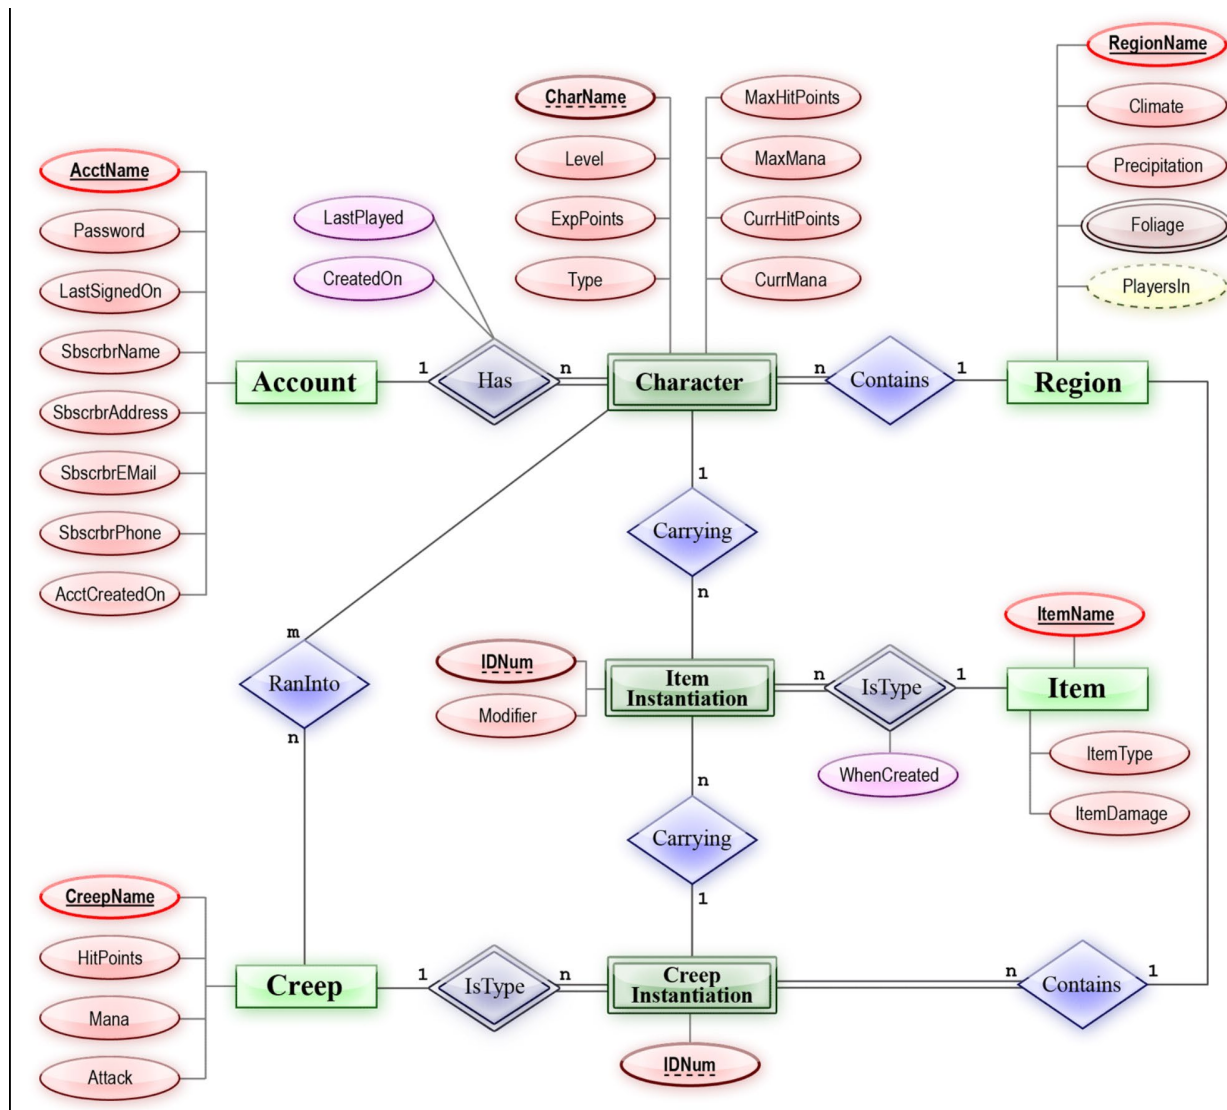 RegionName
CharName
MaxHitPoints
Climate
Level
MaxMana
AcctName
Precipitation
Password
LastPlayed
ExpPoints
CurrHitPoints
Foliage
CreatedOn
Type
CurrMana
LastSignedOn
PlayersIn
SbscrbrName
Account
1
Has
n
Character
n
Contains
1
Region
SbscrbrAddress
SbscrbrEMail
1
SbscrbrPhone
Carrying
AcctCreatedOn
n
ItemName
m
RanInto
IDNum
Item
Instantiation
n
IsType
1
Item
Modifier
n
WhenCreated
ItemType
n
ItemDamage
Carrying
CreepName
1
HitPoints
Creep
1
IsType
n
Creep
Instantiation
n
Contains
1
Mana
Attack
IDNum